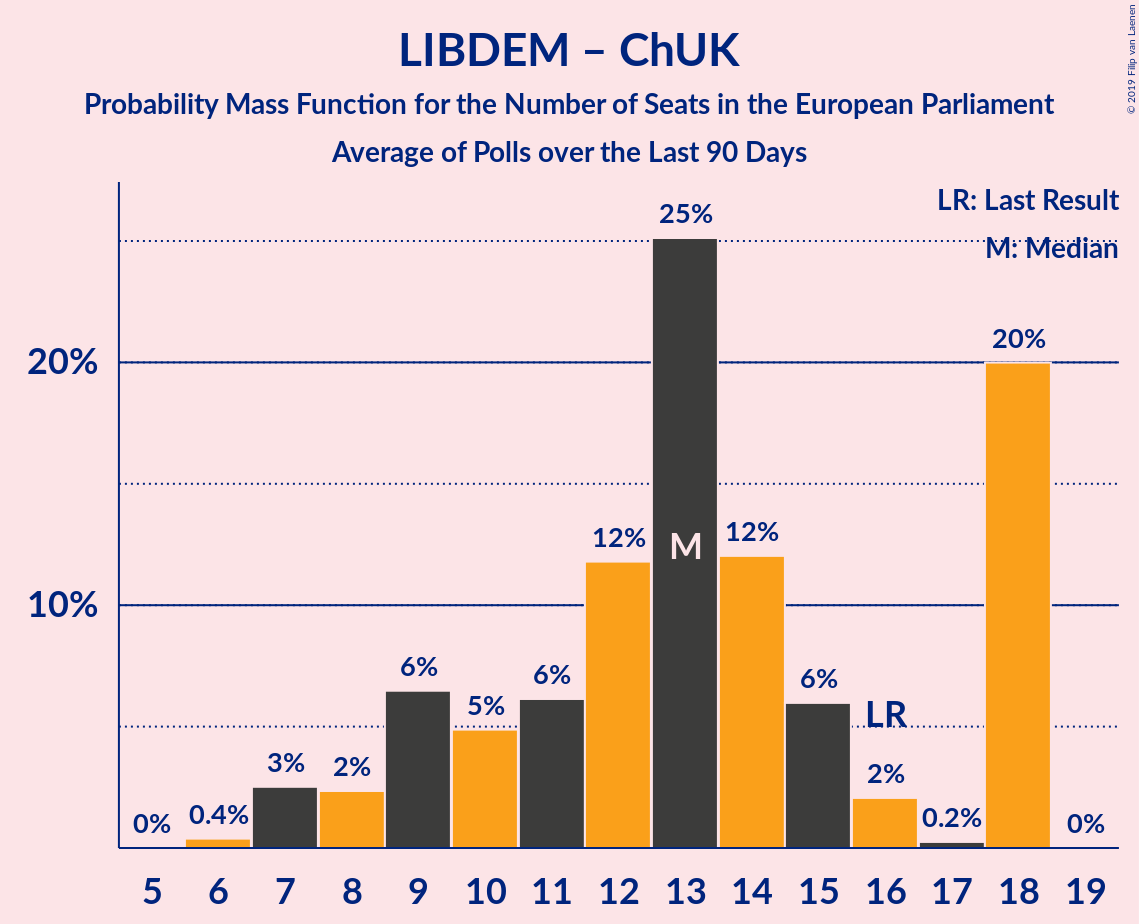 LIBDEM – ChUK
Probability Mass Function for the Number of Seats in the European Parliament
Average of Polls over the Last 90 Days
© 2019 Filip van Laenen
LR: Last Result
M: Median
25%
20%
20%
12%
12%
M
10%
6%
6%
6%
5%
LR
3%
2%
2%
0%
0.4%
0.2%
0%
5 6 7 8 9 10 11 12 13 14 15 16 17 18 19